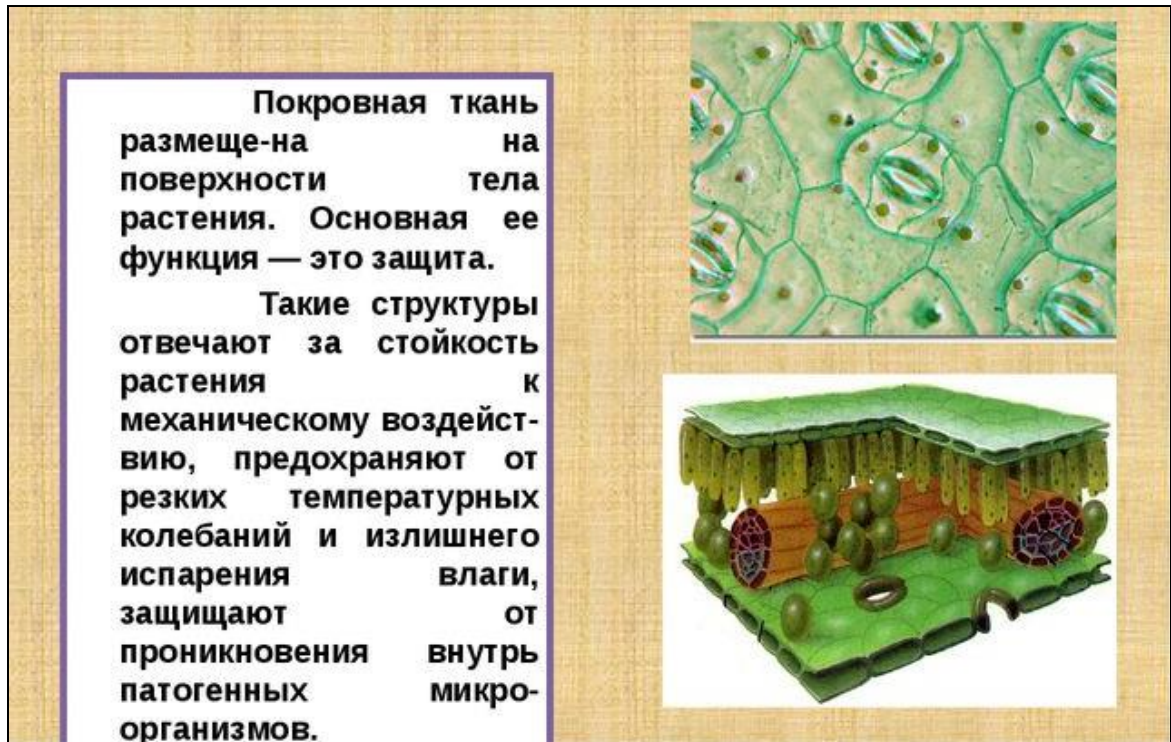 Покровная ткань
размеще-на на
поверхности тела
растения. Основная ее
функция — это защита.
Такие структуры
отвечают за стойкость
растения к
механическому воздейст-
вию, предохраняют от
резких температурных
колебаний и излишнего
испарения влаги,
защищают от
проникновения внутрь
патогенных микро-
организмов.